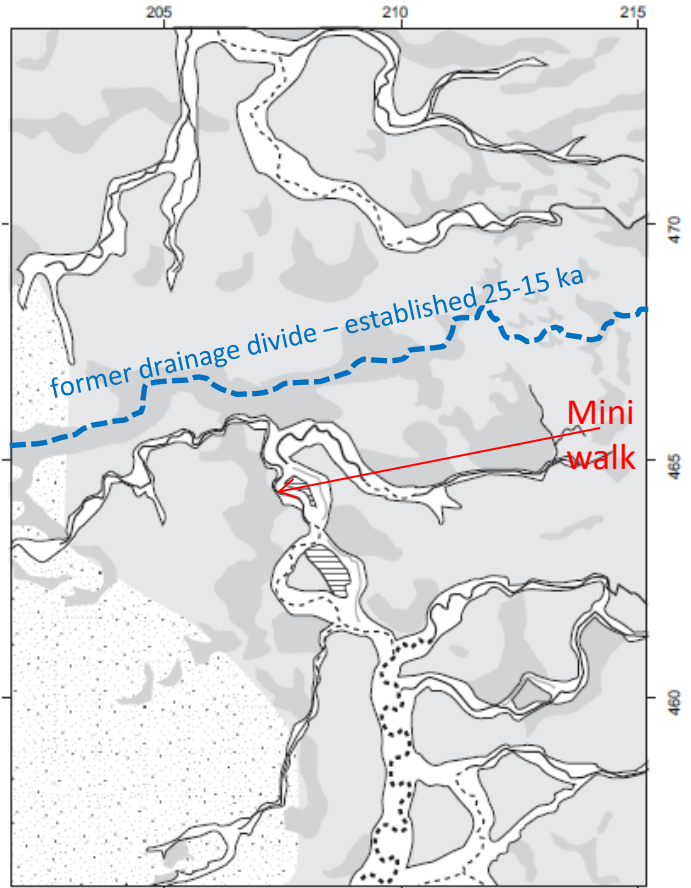 205 210 215
470
former drainage divide – established 25-15 ka
Mini
walk
465
460